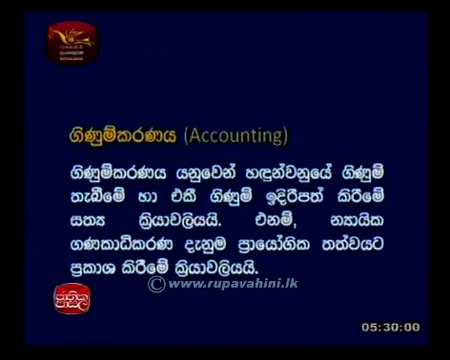 ගිණුම්කරණය (Accounting)
ගිණුම්කරණය යනුවෙන් හඳුන්වනුයේ ගිණුම්
තැබීමේ හා එකී ගිණුම් ඉදිරිපත් කිරීමේ
සත්‍ය ක්‍රියාවලියයි. එනම්, න්‍යායික
ගණකාධිකරණ දැනුම ප්‍රායෝගික තත්වයට
ප්‍රකාශ කිරීමේ ක්‍රියාවලියයි.
© www.rupavahini.lk
05:30:00